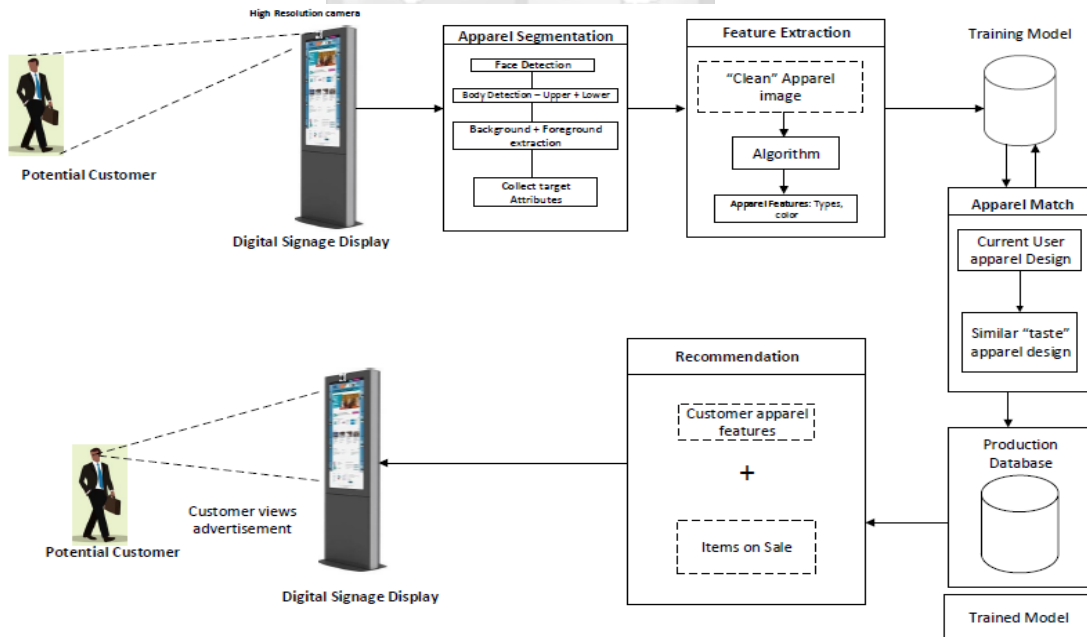 High Resolution camera
Potential Customer
Digital Signage Display
Apparel Segmentation
Face Detection
Body Detection – Upper + Lower
Background + Foreground
extraction
Collect target
Attributes
Feature Extraction
“Clean” Apparel
image
Algorithm
Apparel Features: Types,
color
Training Model
Apparel Match
Current User
apparel Design
Similar “taste”
apparel design
Production
Database
Trained Model
Recommendation
Customer apparel
features
+
Items on Sale
Digital Signage Display
Customer views
advertisement
Potential Customer